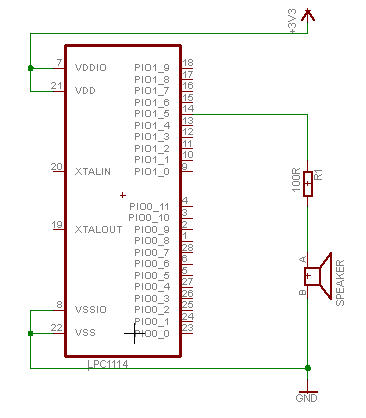 +3V3
7 VDDIO PIO1_9 18
PIO1_8 17
21 VDD PIO1_7 16
PIO1_6 15
PIO1_5 14
PIO1_4 13
PIO1_3 12
PIO1_2 11
PIO1_1 10
20 XTALIN PIO1_0 9
100R R1
PIO0_11 4
PIO0_10 3
19 XTALOUT PIO0_9 2
PIO0_8 1
PIO0_7 28
PIO0_6 6
PIO0_5 5
PIO0_4 27
PIO0_3 26
PIO0_2 25
8 VSSIO PIO0_1 24
22 VSS PIO0_0 23
A
B
SPEAKER
LPC1114
GND